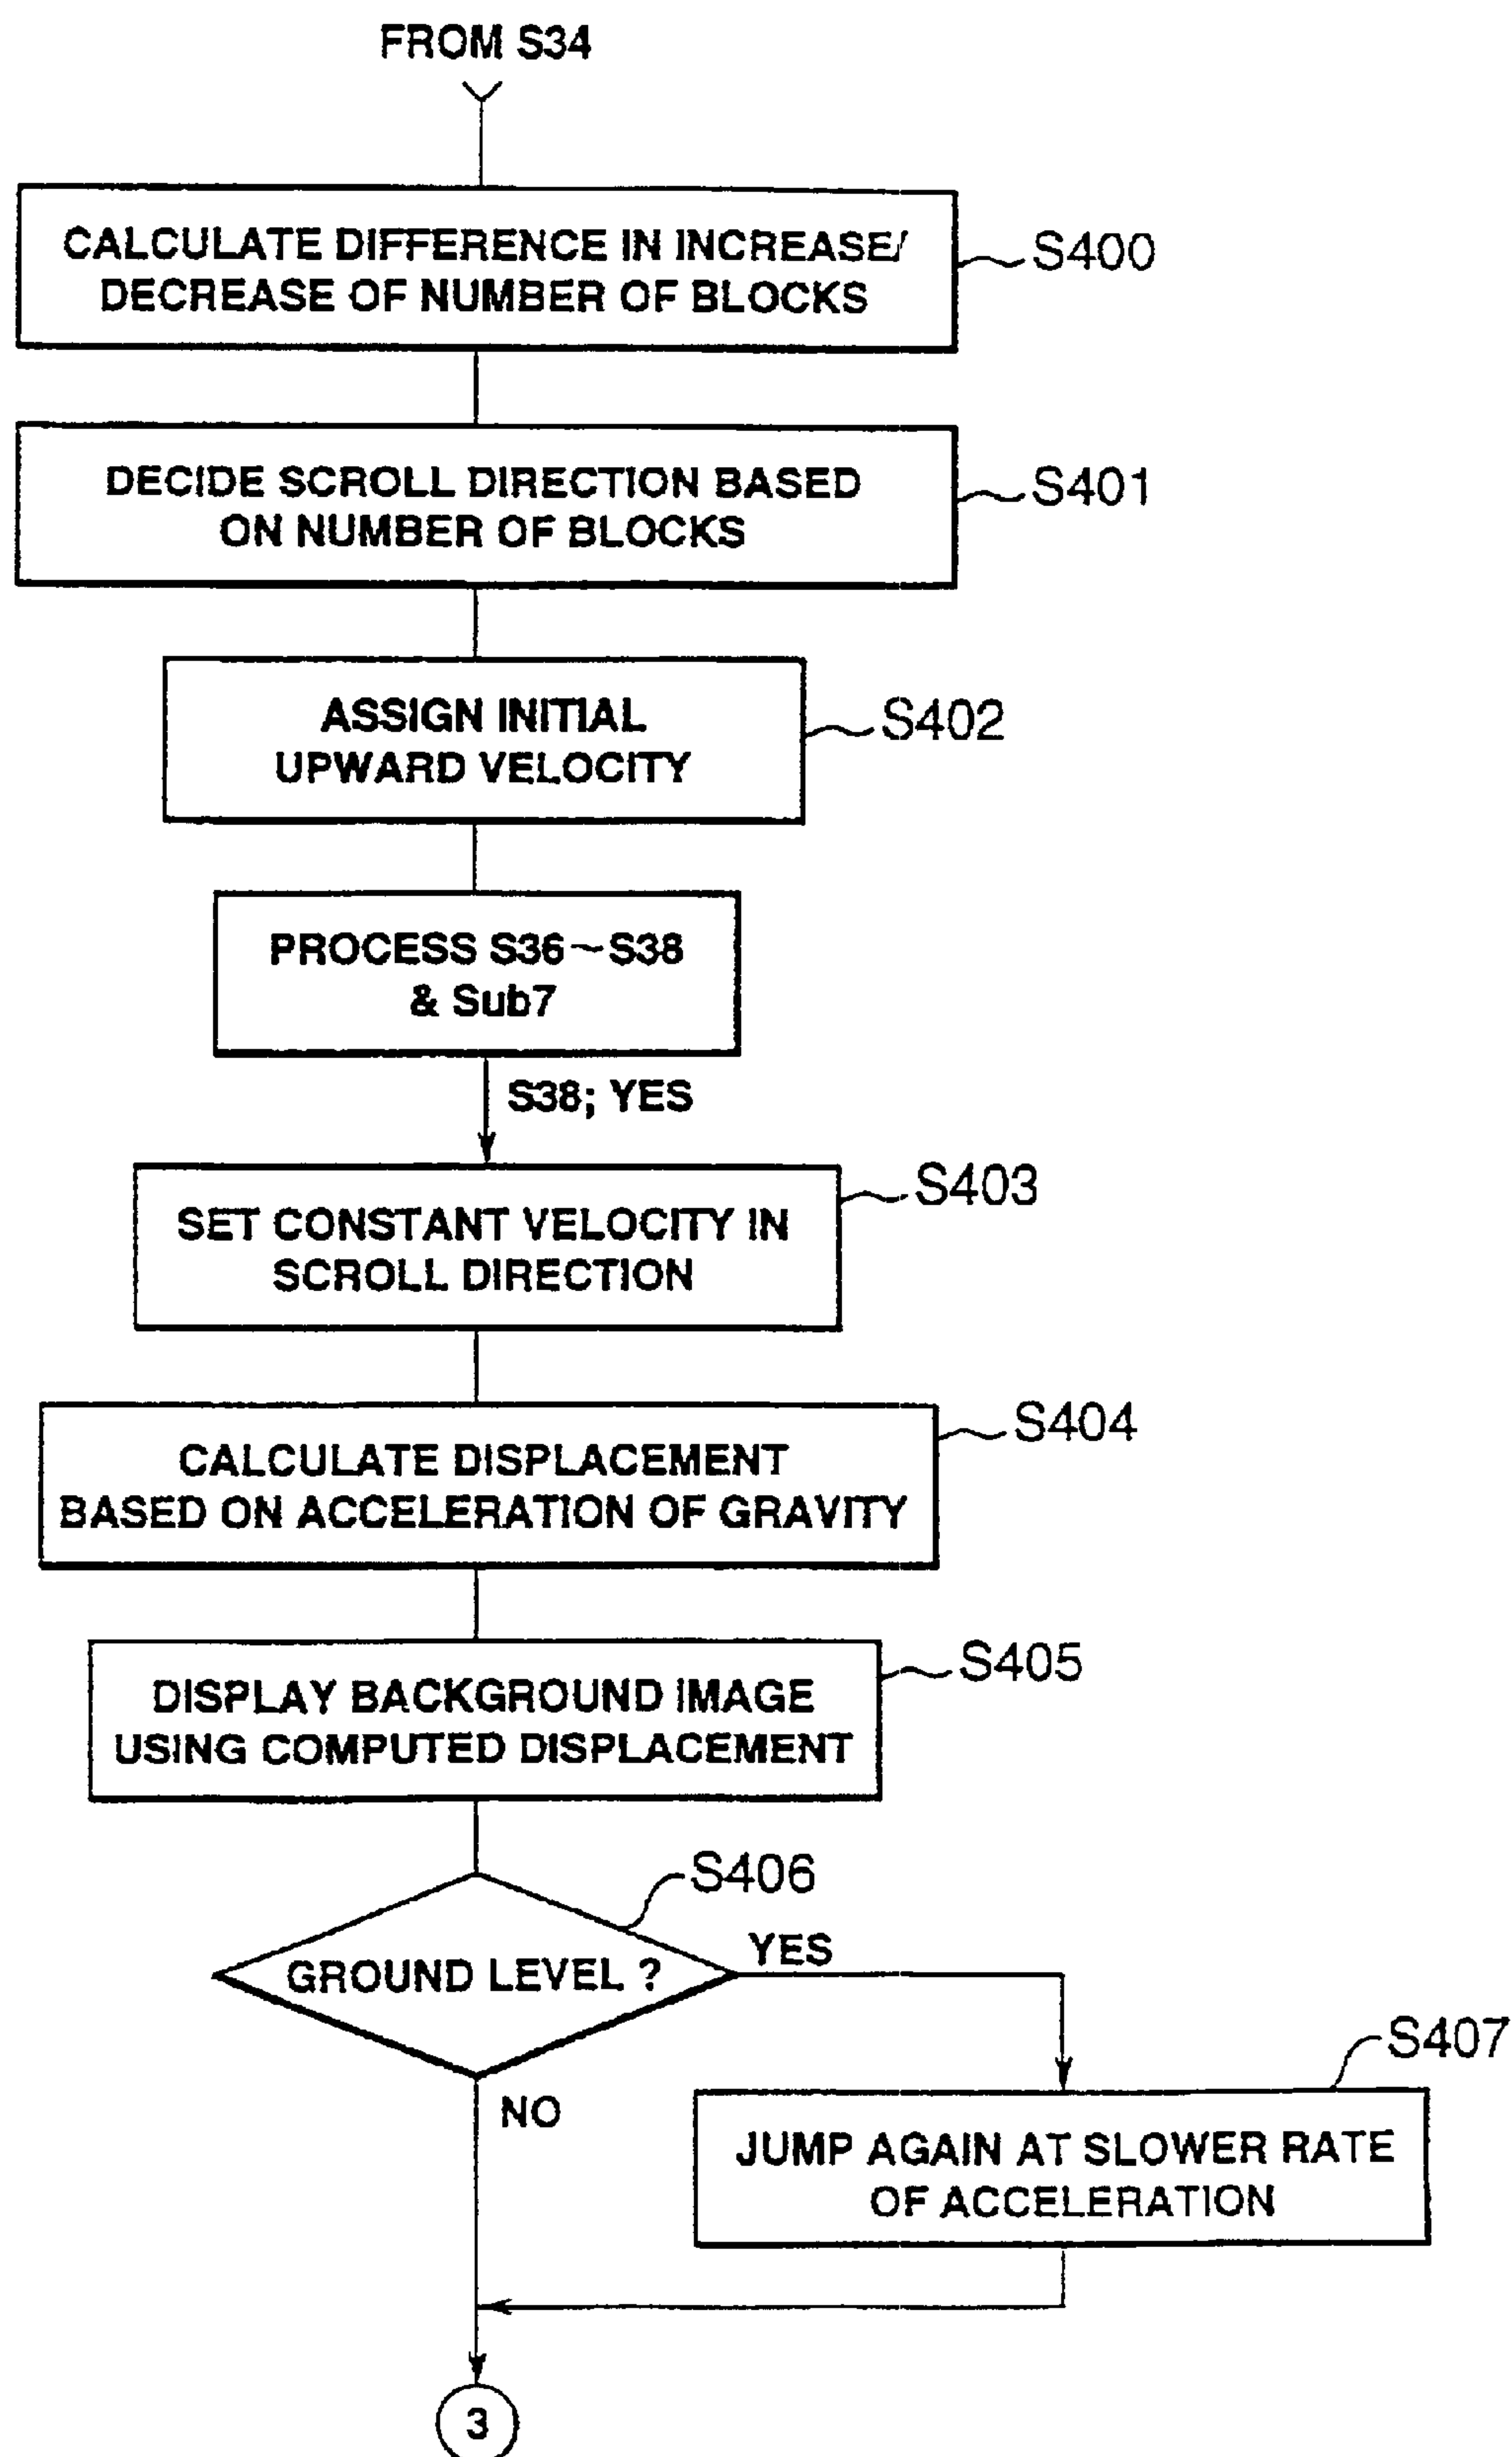 FROM S34
CALCULATE DIFFERENCE IN INCREASE/
DECREASE OF NUMBER OF BLOCKS
S400
DECIDE SCROLL DIRECTION BASED
ON NUMBER OF BLOCKS
S401
ASSIGN INITIAL
UPWARD VELOCITY
S402
PROCESS S36~S38
& Sub7
S38; YES
SET CONSTANT VELOCITY IN
SCROLL DIRECTION
S403
CALCULATE DISPLACEMENT
BASED ON ACCELERATION OF GRAVITY
S404
DISPLAY BACKGROUND IMAGE
USING COMPUTED DISPLACEMENT
S405
GROUND LEVEL ?
S406
YES
NO
JUMP AGAIN AT SLOWER RATE
OF ACCELERATION
S407
3